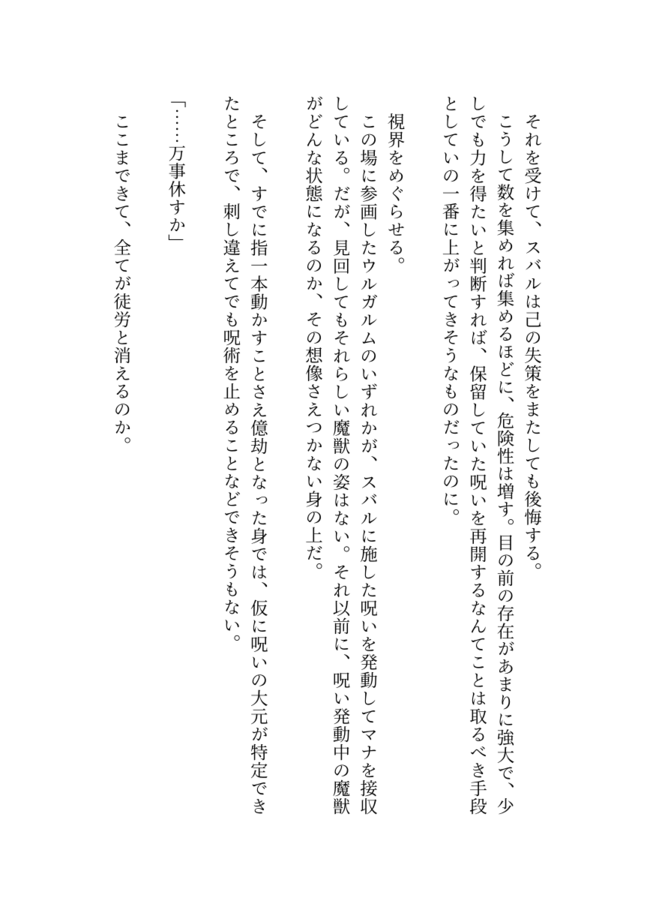 それを受けて、スバルは己の失策をまたしても後悔する。
こうして数を集めれば集めるほどに、危険性は増す。目の前の存在があまりに強大で、少
しでも力を得たいと判断すれば、保留していた呪いを再開するなんてことは取るべき手段
としていの一番に上がってきそうなものだったのに。
視界をめぐらせる。
この場に参画したウルガルムのいずれかが、スバルに施した呪いを発動してマナを接収
している。だが、見回してもそれらしい魔獣の姿はない。それ以前に、呪い発動中の魔獣
がどんな状態になるのか、その想像さえつかない身の上だ。
そして、すでに指一本動かすことさえ億劫となった身では、仮に呪いの大元が特定でき
たところで、刺し違えてでも呪術を止めることなどできそうもない。
「……万事休すか」
ここまできて、全てが徒労と消えるのか。